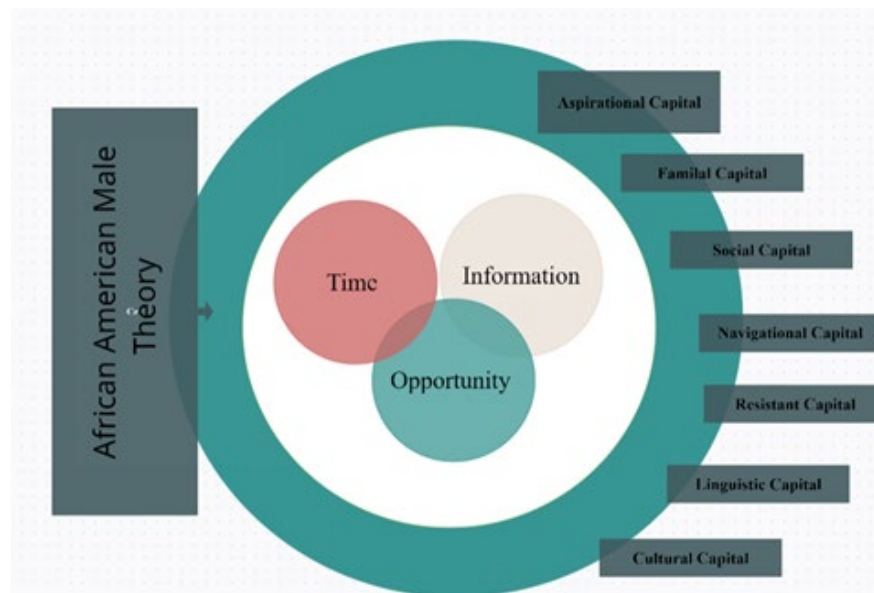 African American Male
Theory
Time
Information
Opportunity
Aspirational Capital
Familal Capital
Social Capital
Navigational Capital
Resistant Capital
Linguistic Capital
Cultural Capital